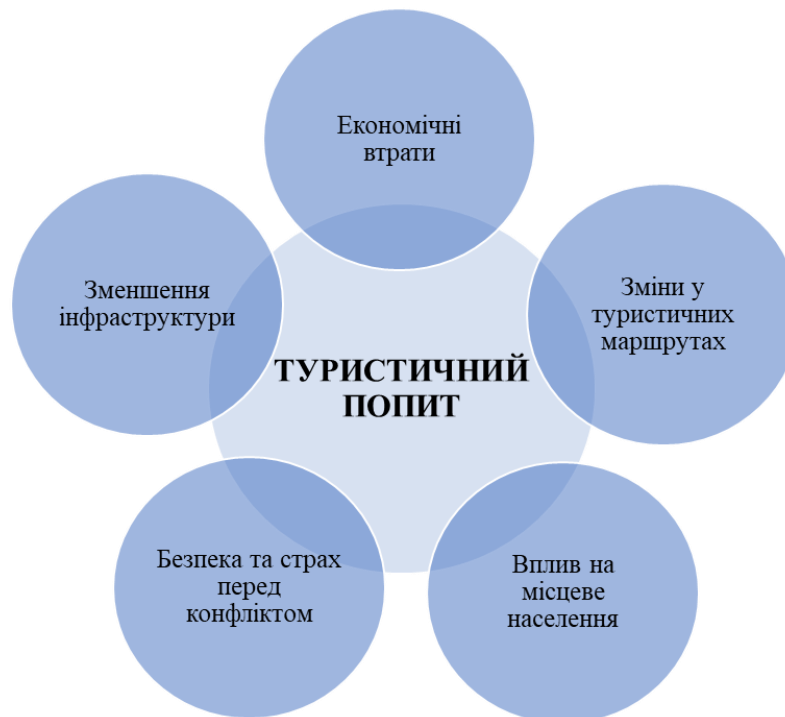 Економічні
втрати
Зміни у
туристичних
маршрутах
Вплив на
місцеве
населення
Безпека та страх
перед
конфліктом
Зменшення
інфраструктури
ТУРИСТИЧНИЙ
ПОПИТ